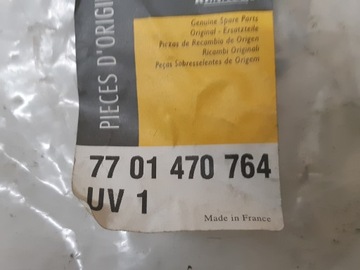 PIECES D'ORIGI
Genuine Spare Parts
Original - Ersatzteile
Piezas de Recambio de Origen
Ricambi Originali
Peças Sobresselentes de Origem
77 01 470 764
UV 1
Made in France